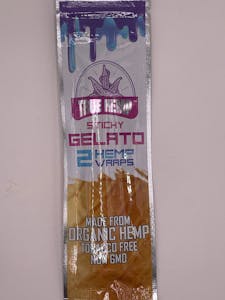 TRUE HEMP
STICKY
GELATO
2 HEMP
WRAPS
MADE FROM
ORGANIC HEMP
TOBACCO FREE
NON GMO